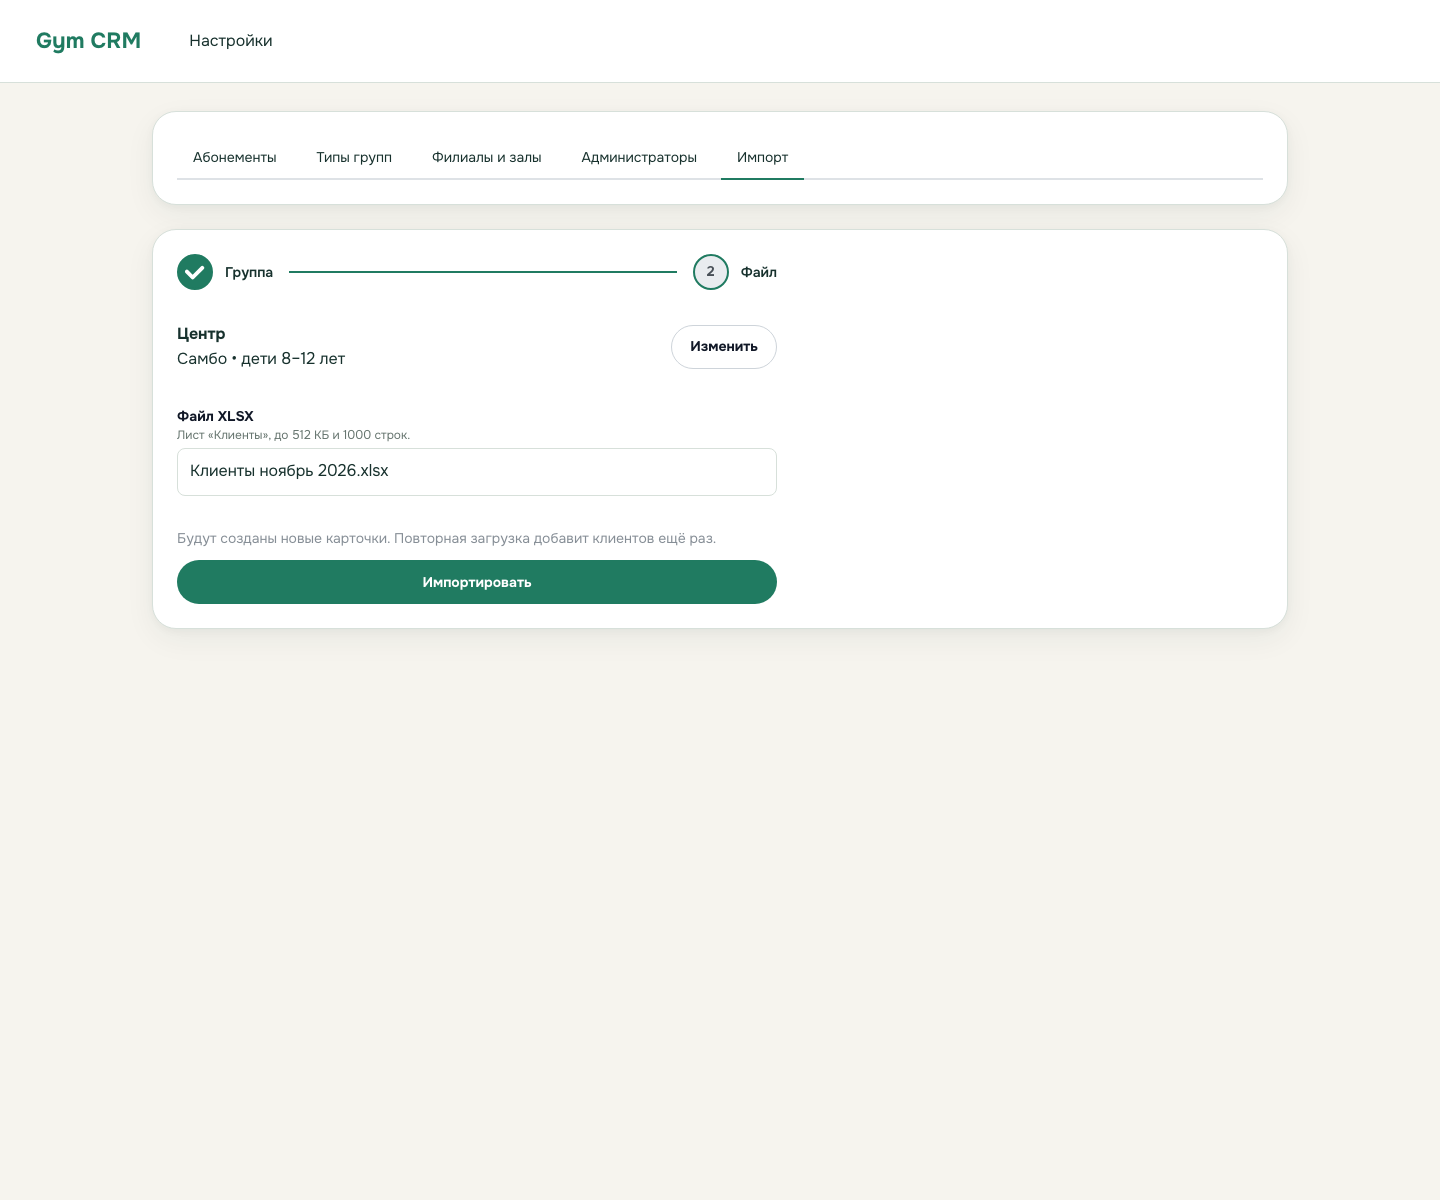 Gym CRM
Настройки
Абонементы
Типы групп
Филиалы и залы
Администраторы
Импорт
Группа
2
Файл
Центр
Самбо • дети 8–12 лет
Изменить
Файл XLSX
Лист «Клиенты», до 512 КБ и 1000 строк.
Клиенты ноябрь 2026.xlsx
Будут созданы новые карточки. Повторная загрузка добавит клиентов ещё раз.
Импортировать